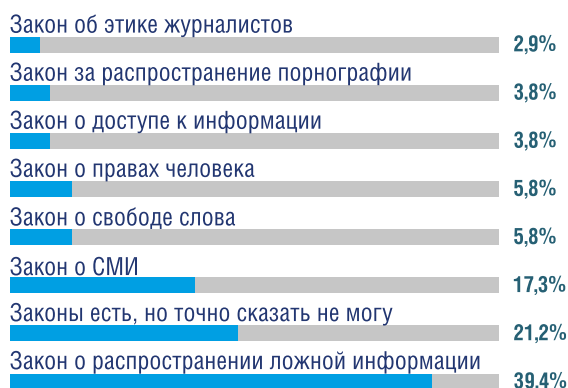 Закон об этике журналистов
2,9%
Закон за распространение порнографии
3,8%
Закон о доступе к информации
3,8%
Закон о правах человека
5,8%
Закон о свободе слова
5,8%
Закон о СМИ
17,3%
Законы есть, но точно сказать не могу
21,2%
Закон о распространении ложной информации
39,4%